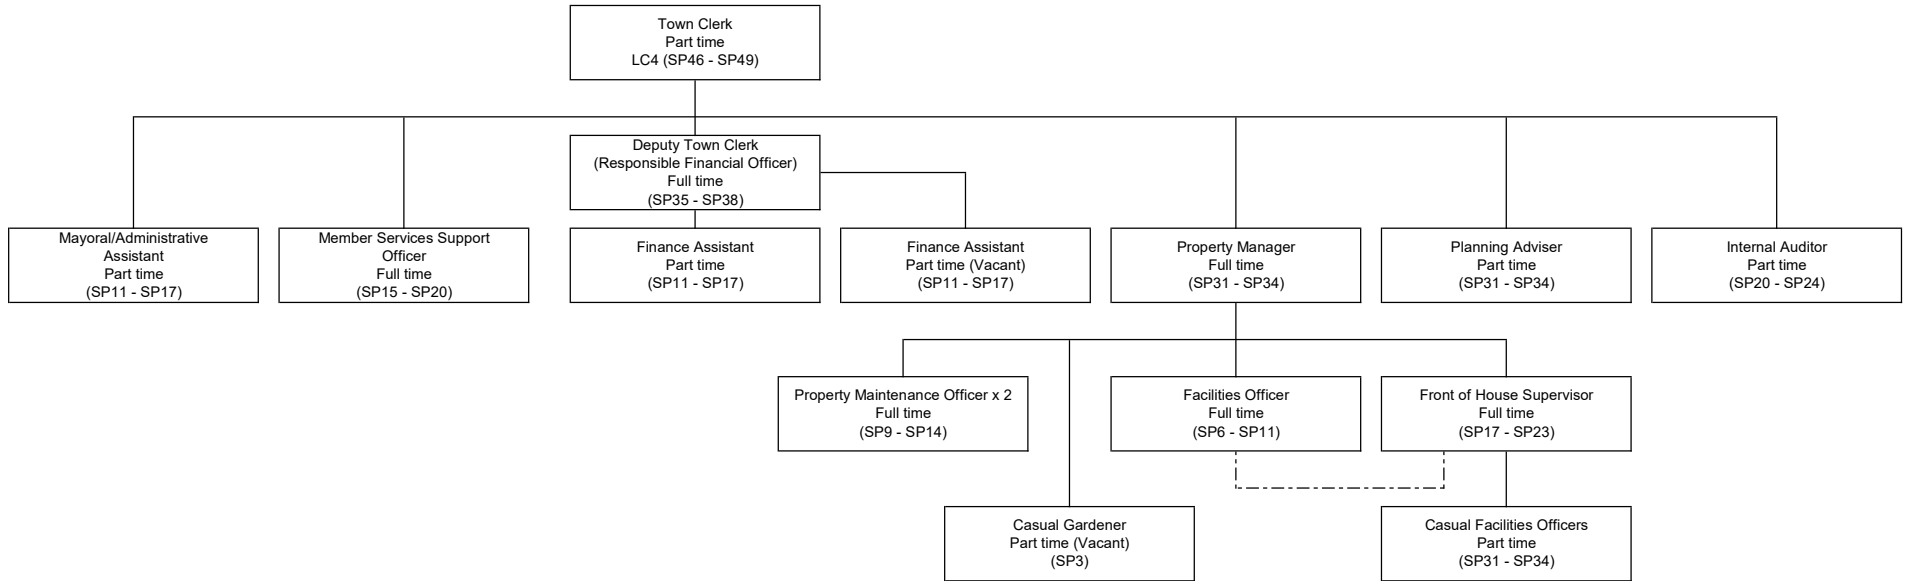 Town Clerk
Part time
LC4 (SP46 - SP49)
Deputy Town Clerk
(Responsible Financial Officer)
Full time
(SP35 - SP38)
Mayoral/Administrative
Assistant
Part time
(SP11 - SP17)
Member Services Support
Officer
Full time
(SP15 - SP20)
Finance Assistant
Part time
(SP11 - SP17)
Finance Assistant
Part time (Vacant)
(SP11 - SP17)
Property Manager
Full time
(SP31 - SP34)
Planning Adviser
Part time
(SP31 - SP34)
Internal Auditor
Part time
(SP20 - SP24)
Property Maintenance Officer x 2
Full time
(SP9 - SP14)
Facilities Officer
Full time
(SP6 - SP11)
Front of House Supervisor
Full time
(SP17 - SP23)
Casual Gardener
Part time (Vacant)
(SP3)
Casual Facilities Officers
Part time
(SP31 - SP34)